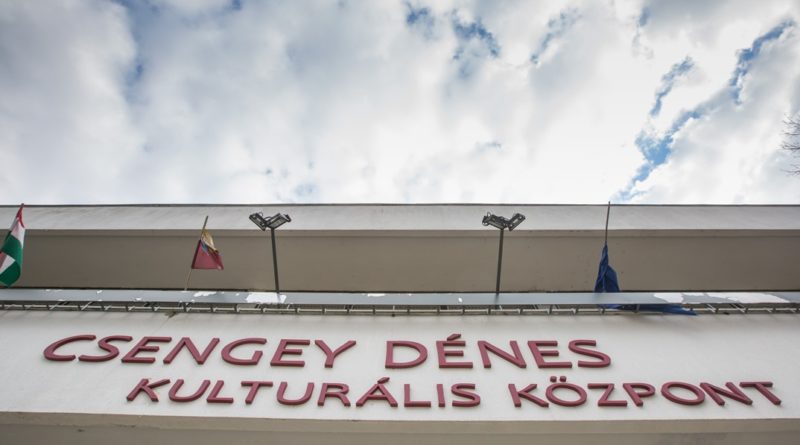 CSENGEY DÉNES
KULTURÁLIS KÖZPONT